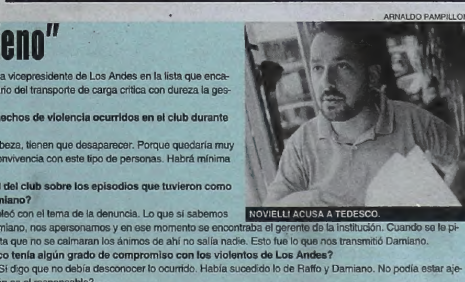 ARNALDO PAMPILLO
eno"
a vicepresidente de Los Andes en la lista que enca-
rio del transporte de carga critica con dureza la ges-
echos de violencia ocurridos en el club durante
beza, tienen que desaparecer. Porque quedaría muy
onvivencia con este tipo de personas. Habrá mínima
l del club sobre los episodios que tuvieron como
miano?
leó con el tema de la denuncia. Lo que sí sabemos
NOVIELLI ACUSA A TEDESCO.
miano, nos apersonamos y en ese momento se encontraba el gerente de la institución. Cuando se le pi-
ta que no se calmaran los ánimos de ahí no salía nadie. Esto fue lo que nos transmitió Damiano.
co tenía algún grado de compromiso con los violentos de Los Andes?
Sí digo que no debía desconocer lo ocurrido. Había sucedido lo de Raffo y Damiano. No podía estar aje-
es el responsable?